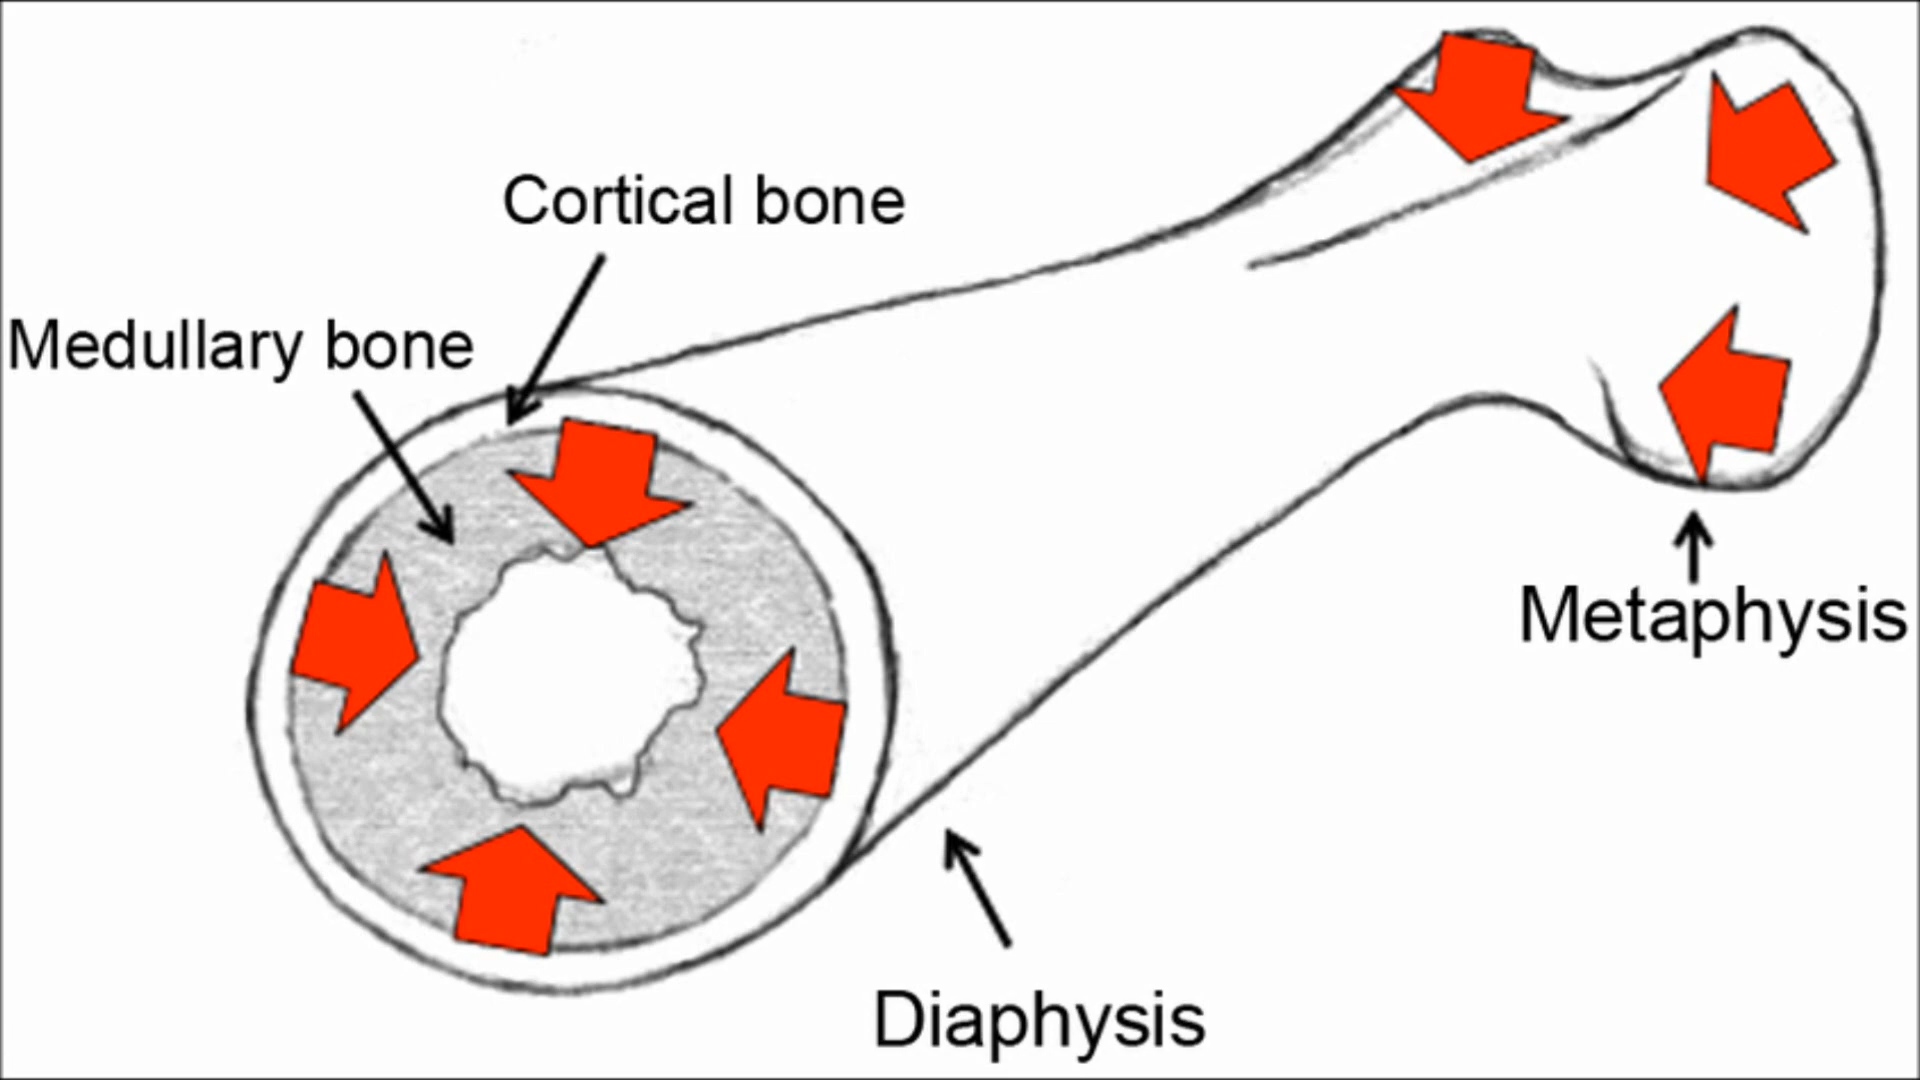 Cortical bone
Medullary bone
Metaphysis
Diaphysis